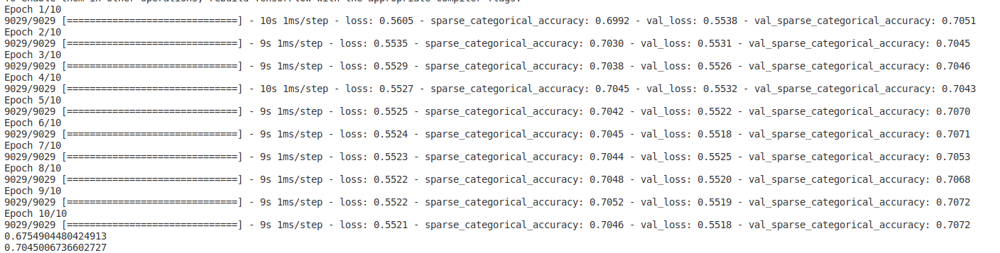 To enable them in other operations, rebuild TensorFlow with the appropriate compiler flags.
Epoch 1/10
9029/9029 [==============================] - 10s 1ms/step - loss: 0.5605 - sparse_categorical_accuracy: 0.6992 - val_loss: 0.5538 - val_sparse_categorical_accuracy: 0.7051
Epoch 2/10
9029/9029 [==============================] - 9s 1ms/step - loss: 0.5535 - sparse_categorical_accuracy: 0.7030 - val_loss: 0.5531 - val_sparse_categorical_accuracy: 0.7045
Epoch 3/10
9029/9029 [==============================] - 9s 1ms/step - loss: 0.5529 - sparse_categorical_accuracy: 0.7038 - val_loss: 0.5526 - val_sparse_categorical_accuracy: 0.7046
Epoch 4/10
9029/9029 [==============================] - 10s 1ms/step - loss: 0.5527 - sparse_categorical_accuracy: 0.7045 - val_loss: 0.5532 - val_sparse_categorical_accuracy: 0.7043
Epoch 5/10
9029/9029 [==============================] - 9s 1ms/step - loss: 0.5525 - sparse_categorical_accuracy: 0.7042 - val_loss: 0.5522 - val_sparse_categorical_accuracy: 0.7070
Epoch 6/10
9029/9029 [==============================] - 9s 1ms/step - loss: 0.5524 - sparse_categorical_accuracy: 0.7045 - val_loss: 0.5518 - val_sparse_categorical_accuracy: 0.7071
Epoch 7/10
9029/9029 [==============================] - 9s 1ms/step - loss: 0.5523 - sparse_categorical_accuracy: 0.7044 - val_loss: 0.5525 - val_sparse_categorical_accuracy: 0.7053
Epoch 8/10
9029/9029 [==============================] - 9s 1ms/step - loss: 0.5522 - sparse_categorical_accuracy: 0.7048 - val_loss: 0.5520 - val_sparse_categorical_accuracy: 0.7068
Epoch 9/10
9029/9029 [==============================] - 9s 1ms/step - loss: 0.5522 - sparse_categorical_accuracy: 0.7052 - val_loss: 0.5519 - val_sparse_categorical_accuracy: 0.7072
Epoch 10/10
9029/9029 [==============================] - 9s 1ms/step - loss: 0.5521 - sparse_categorical_accuracy: 0.7046 - val_loss: 0.5518 - val_sparse_categorical_accuracy: 0.7072
0.6754904480424913
0.7045006736602727